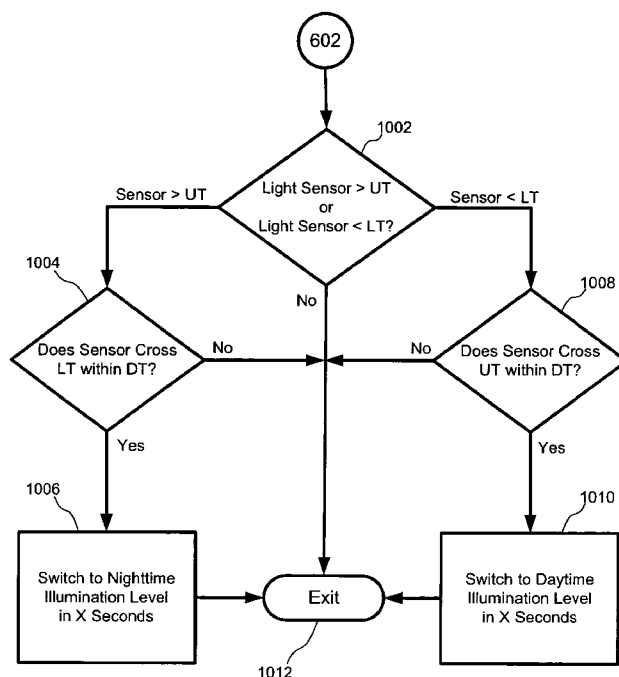 602
1002
Light Sensor > UT
or
Light Sensor < LT?
Sensor > UT
Sensor < LT
1004
No
1008
Does Sensor Cross
LT within DT?
No
No
Does Sensor Cross
UT within DT?
Yes
Yes
1006
1010
Switch to Nighttime
Illumination Level
in X Seconds
Exit
Switch to Daytime
Illumination Level
in X Seconds
1012